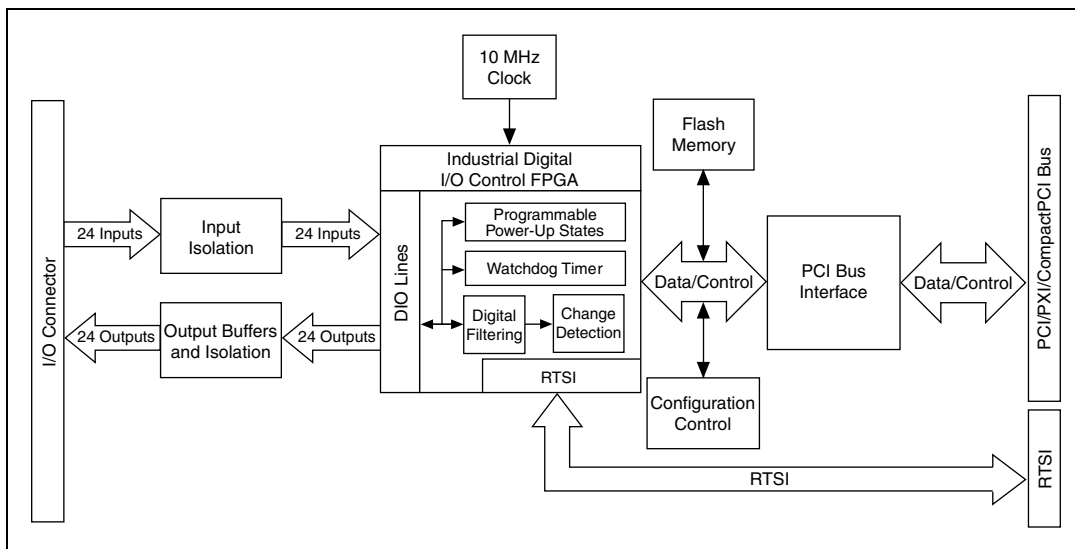 10 MHz
Clock
Flash
Memory
Industrial Digital
I/O Control FPGA
I/O Connector
24 Inputs
Input
Isolation
24 Inputs
DIO Lines
Programmable
Power-Up States
Watchdog Timer
Digital
Filtering
Change
Detection
RTSI
Data/Control
PCI Bus
Interface
Data/Control
PCI/PXI/CompactPCI Bus
24 Outputs
Output Buffers
and Isolation
24 Outputs
Configuration
Control
RTSI
RTSI